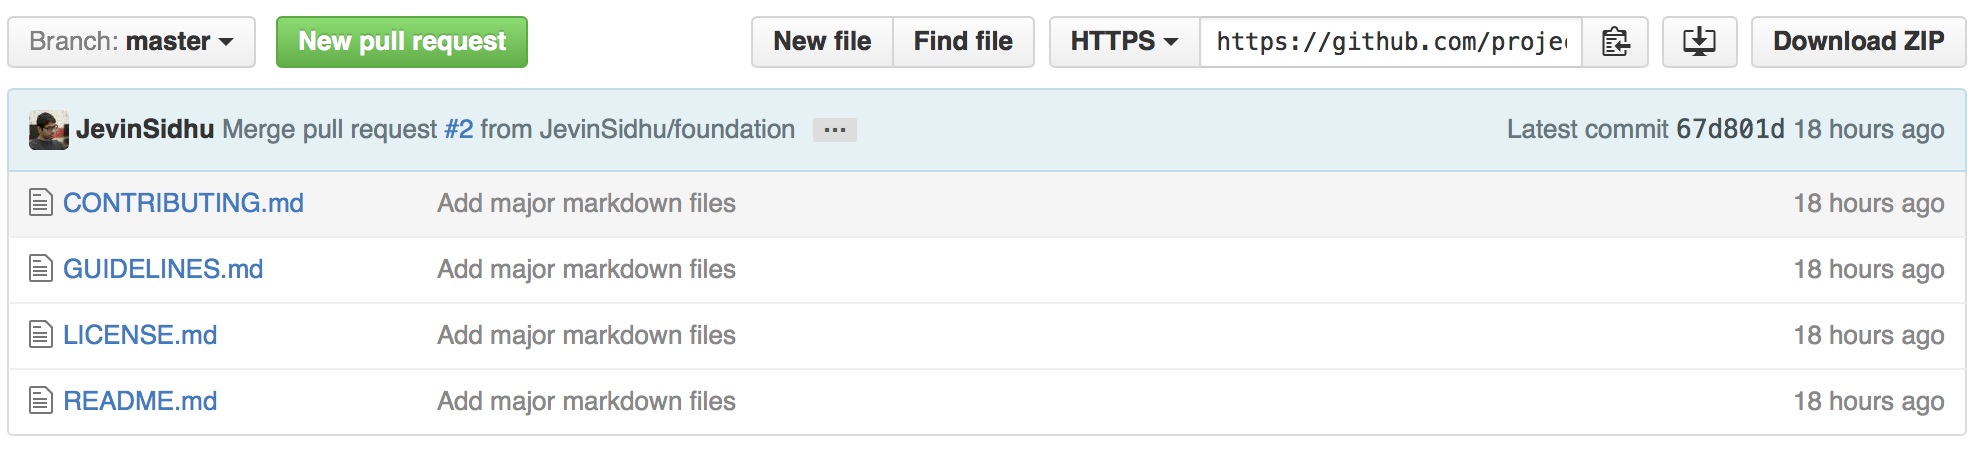 Branch: master New pull request New file Find file HTTPS https://github.com/proje Download ZIP
JevinSidhu Merge pull request #2 from JevinSidhu/foundation ... Latest commit 67d801d 18 hours ago
CONTRIBUTING.md Add major markdown files 18 hours ago
GUIDELINES.md Add major markdown files 18 hours ago
LICENSE.md Add major markdown files 18 hours ago
README.md Add major markdown files 18 hours ago